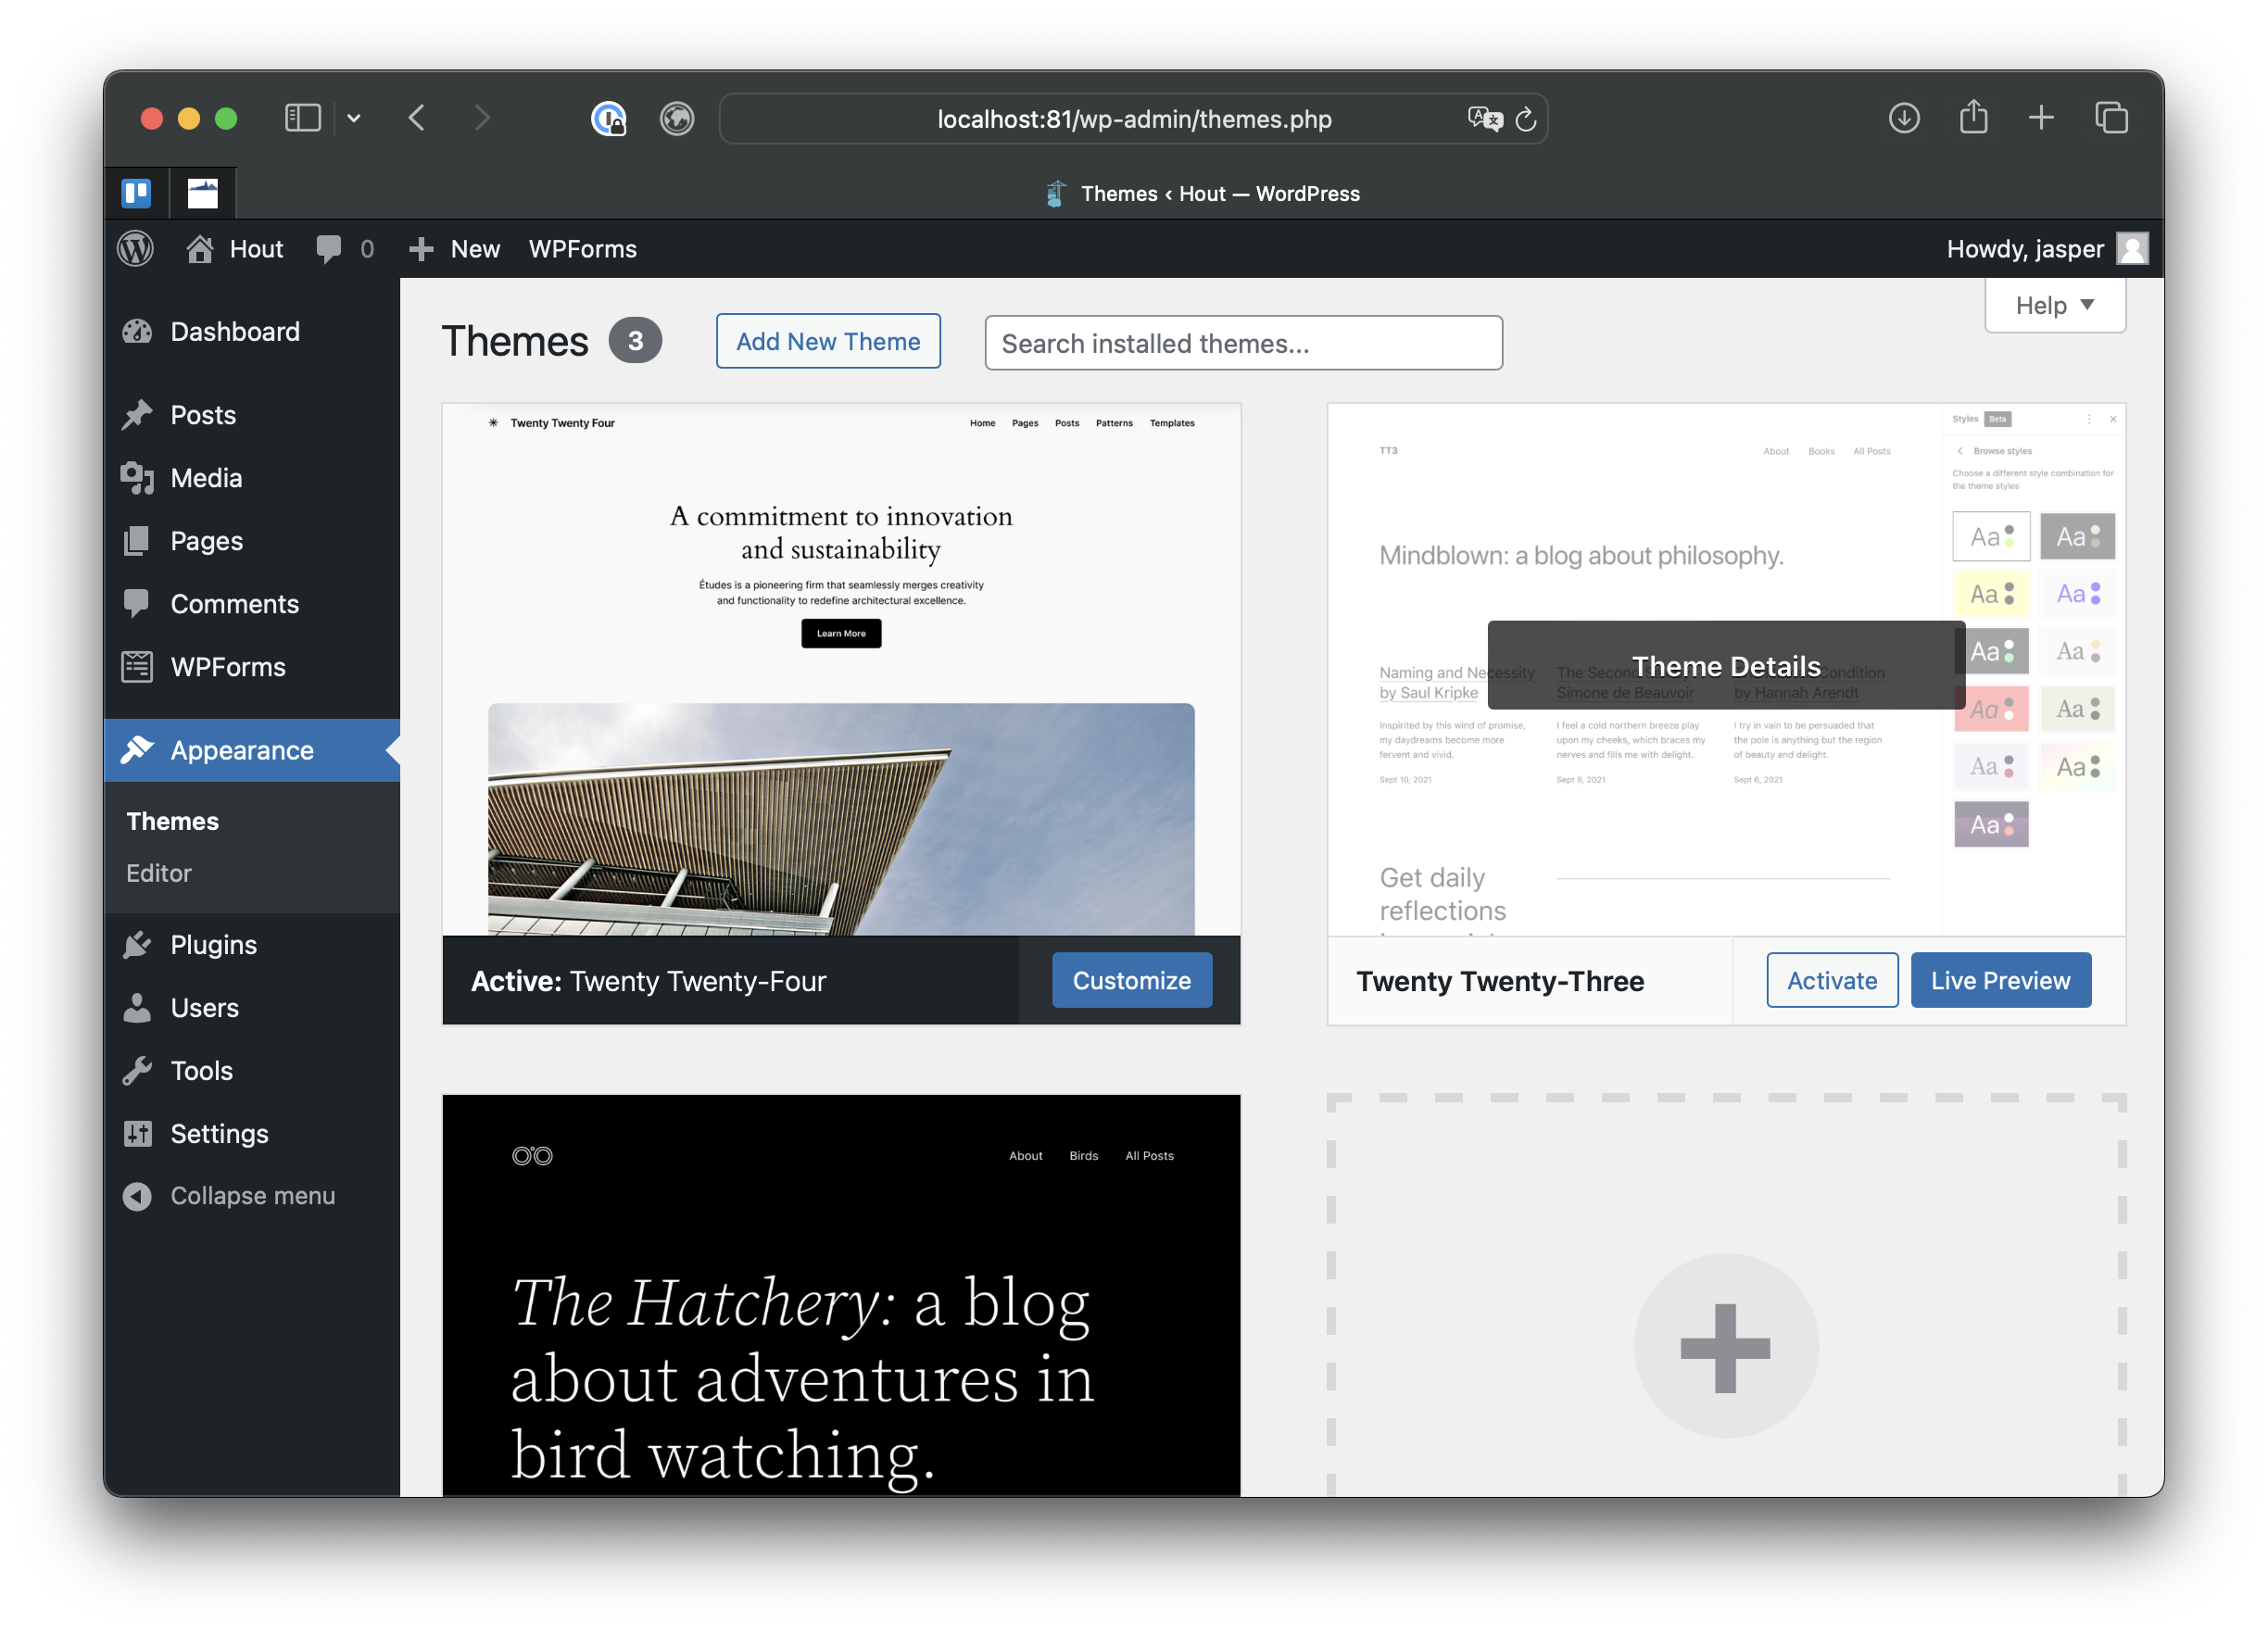 localhost:81/wp-admin/themes.php
Themes ‹ Hout — WordPress
Hout
0
New
WPForms
Howdy, jasper
Dashboard
Posts
Media
Pages
Comments
WPForms
Appearance
Themes
Editor
Plugins
Users
Tools
Settings
Collapse menu
Help
Themes 3
Add New Theme
Search installed themes...
Twenty Twenty Four
Home Pages Posts Patterns Templates
A commitment to innovation
and sustainability
Études is a pioneering firm that seamlessly merges creativity
and functionality to redefine architectural excellence.
Learn More
Active: Twenty Twenty-Four
Customize
TT3
About Books All Posts
Mindblown: a blog about philosophy.
Theme Details
Naming and Necessity
by Saul Kripke
Inspirited by this wind of promise,
my daydreams become more
fervent and vivid.
Sept 10, 2021
The Second
Simone de Beauvoir
I feel a cold northern breeze play
upon my cheeks, which braces my
nerves and fills me with delight.
Sept 8, 2021
Condition
by Hannah Arendt
I try in vain to be persuaded that
the pole is anything but the region
of beauty and delight.
Sept 6, 2021
Get daily
reflections
Styles Beta
Browse styles
Choose a different style combination for
the theme styles
Aa Aa
Aa Aa
Aa Aa
Aa Aa
Aa Aa
Aa
Twenty Twenty-Three
Activate
Live Preview
About Birds All Posts
The Hatchery: a blog
about adventures in
bird watching.